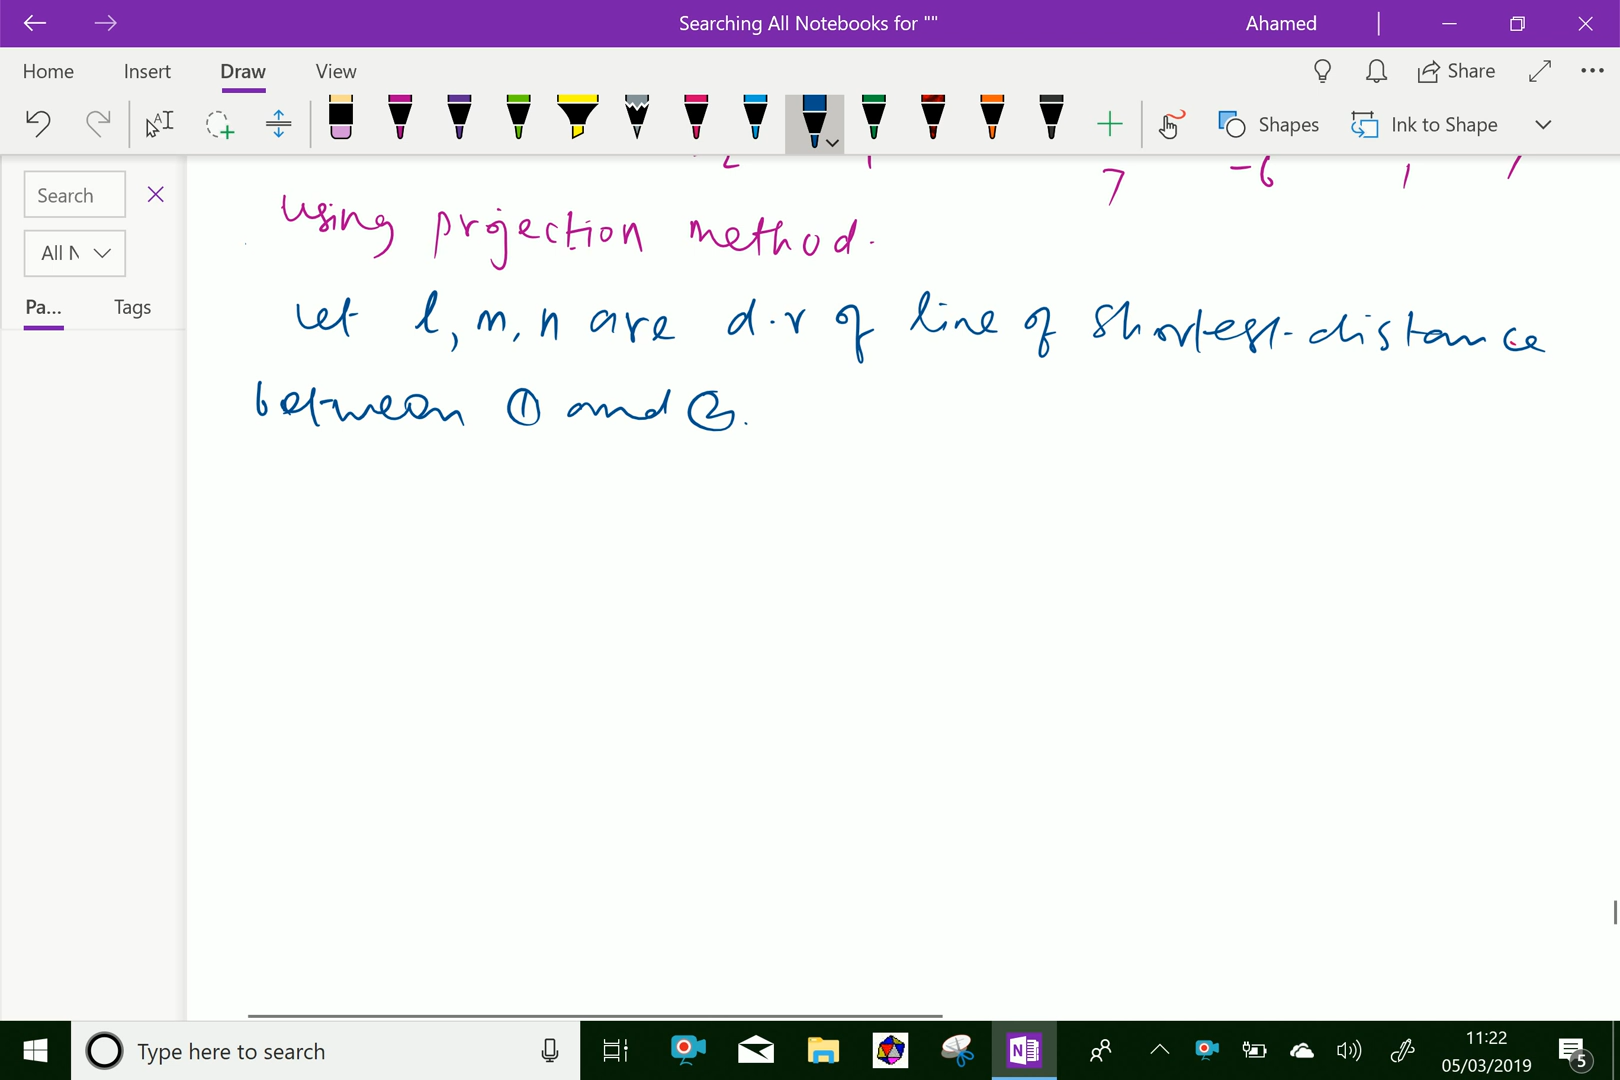 Searching All Notebooks for ""
Ahamed
Home Insert Draw View
Share
Shapes
Ink to Shape
Search
All N
Pa... Tags
7 -6 1
using projection method.
Let l, m, n are d.r of line of shortest-distance
between ① and ②.
Type here to search
11:22
05/03/2019
5